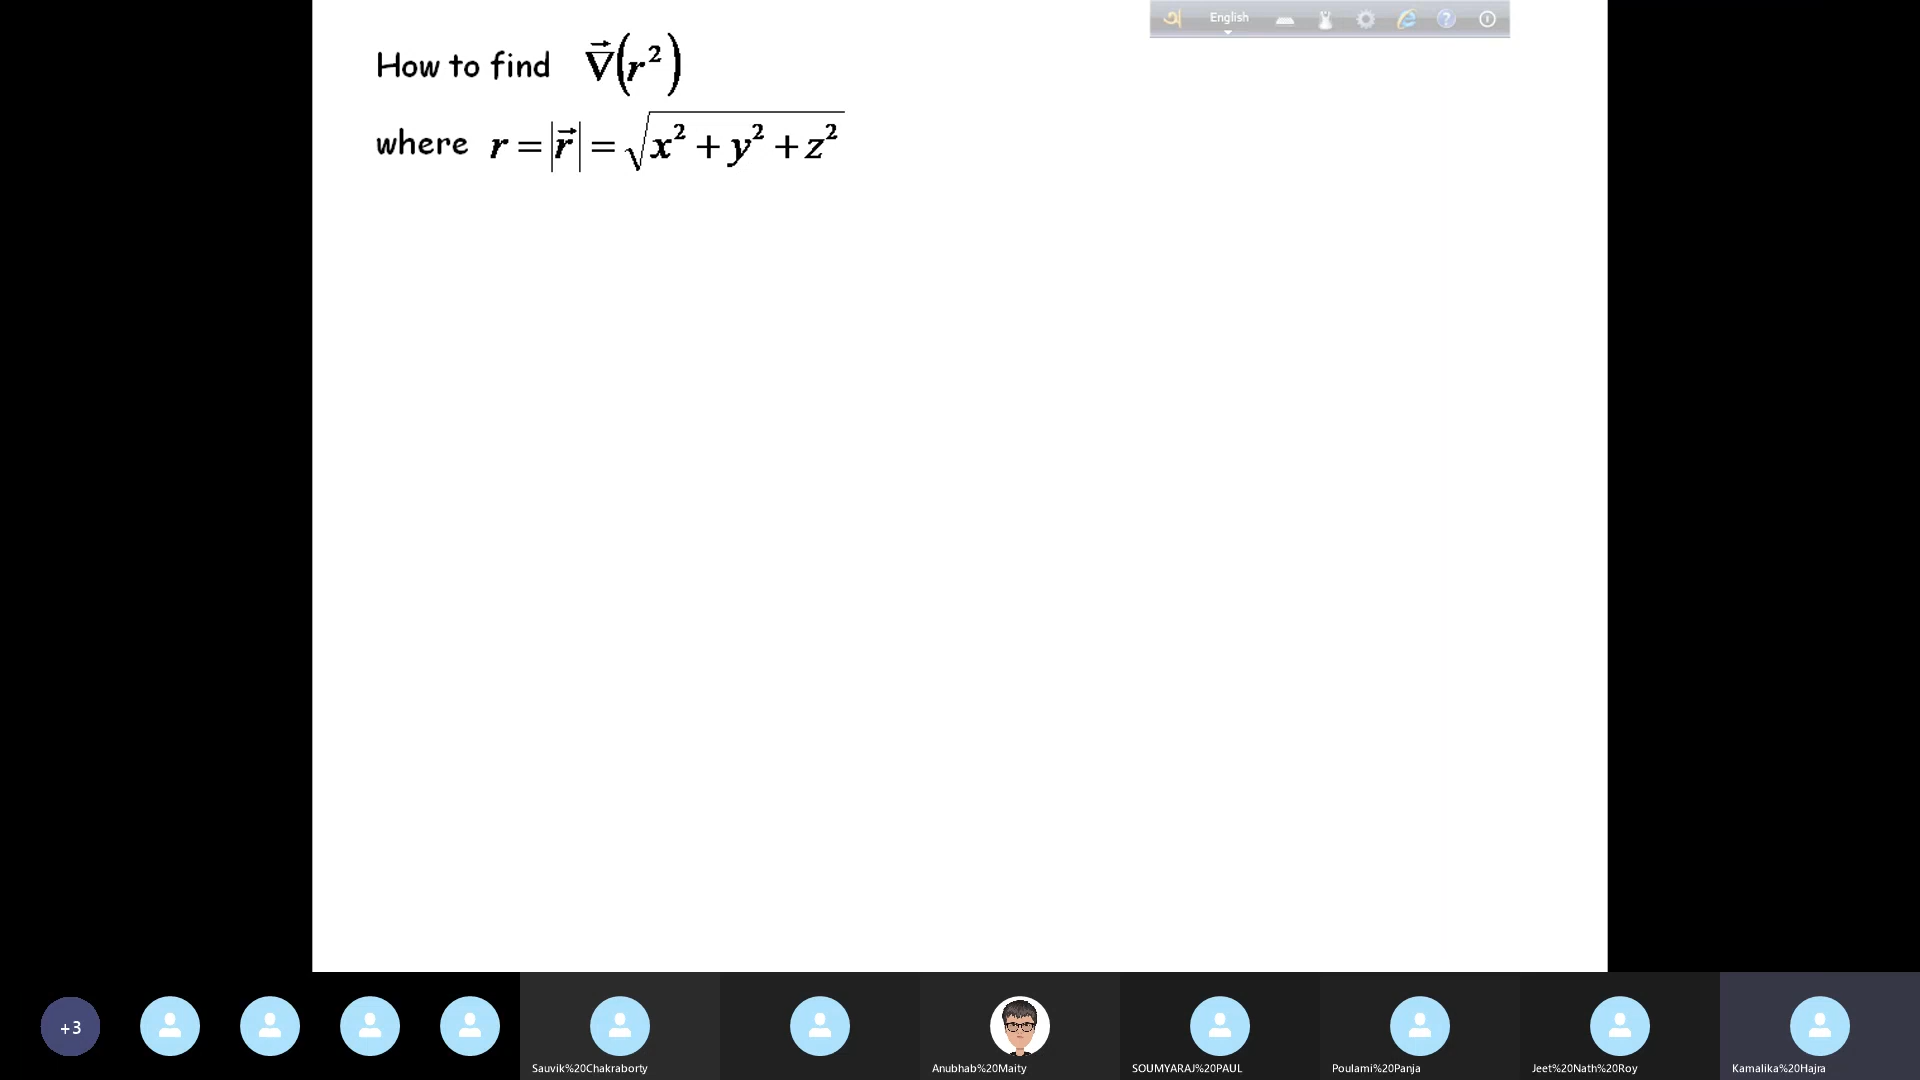 English
How to find ∇⃗(r²)
where r = |r⃗| = √x² + y² + z²
+3
Sauvik%20Chakraborty
Anubhab%20Maity
SOUMYARAJ%20PAUL
Poulami%20Panja
Jeet%20Nath%20Roy
Kamalika%20Hajra